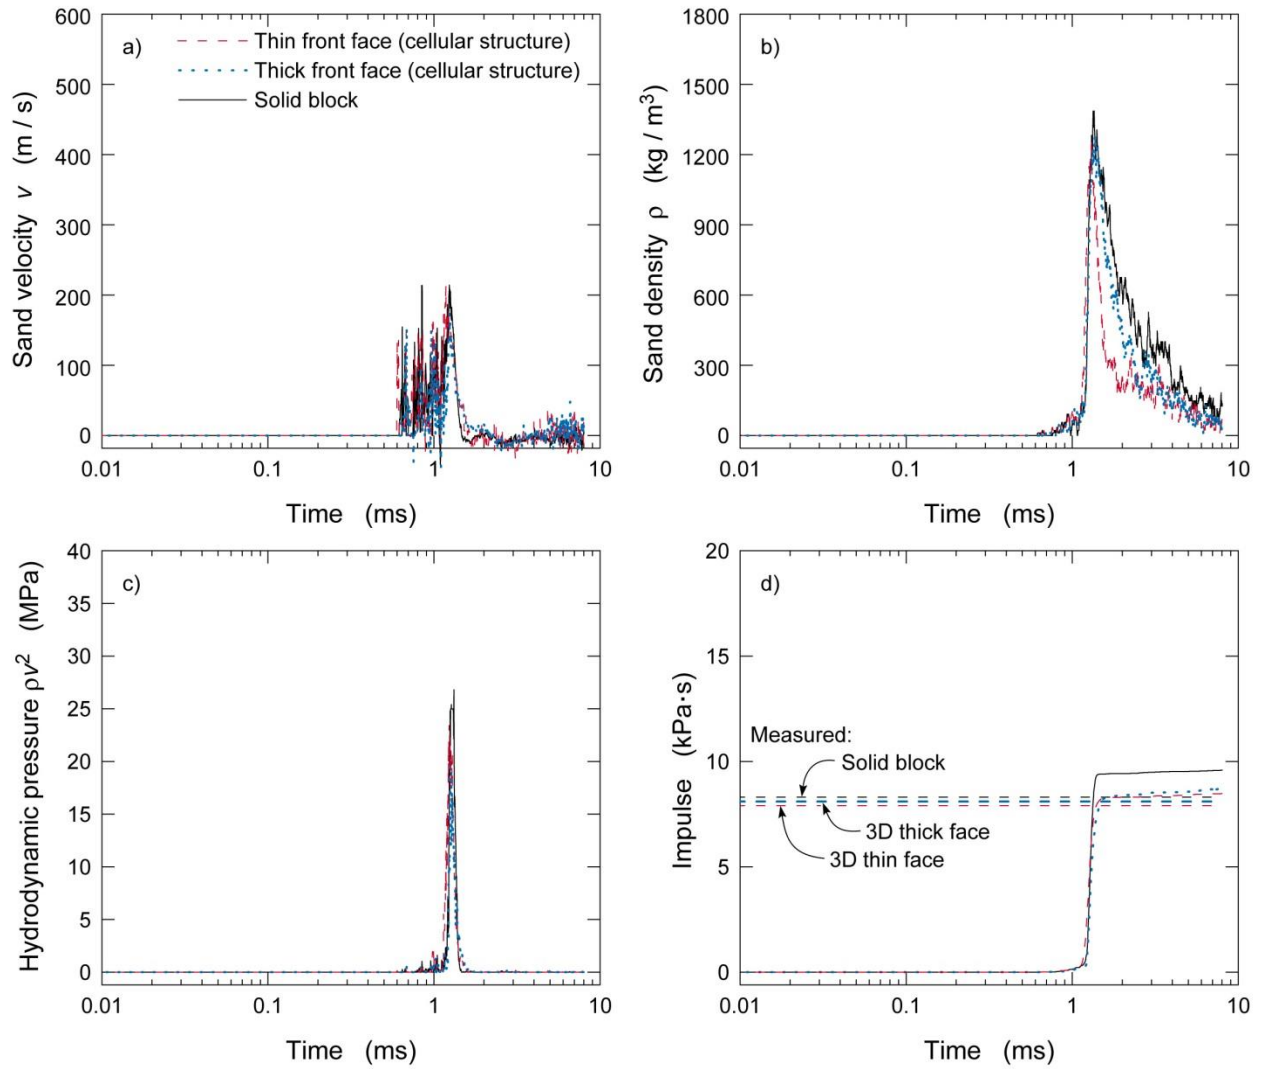 a)
Thin front face (cellular structure)
Thick front face (cellular structure)
Solid block
Sand velocity v (m / s)
600
500
400
300
200
100
0
0.01 0.1 1 10
Time (ms)
b)
Sand density ρ (kg / m³)
1800
1500
1200
900
600
300
0
0.01 0.1 1 10
Time (ms)
c)
Hydrodynamic pressure ρv² (MPa)
40
35
30
25
20
15
10
5
0
0.01 0.1 1 10
Time (ms)
d)
Impulse (kPa·s)
20
15
10
5
0
Measured:
Solid block
3D thick face
3D thin face
0.01 0.1 1 10
Time (ms)